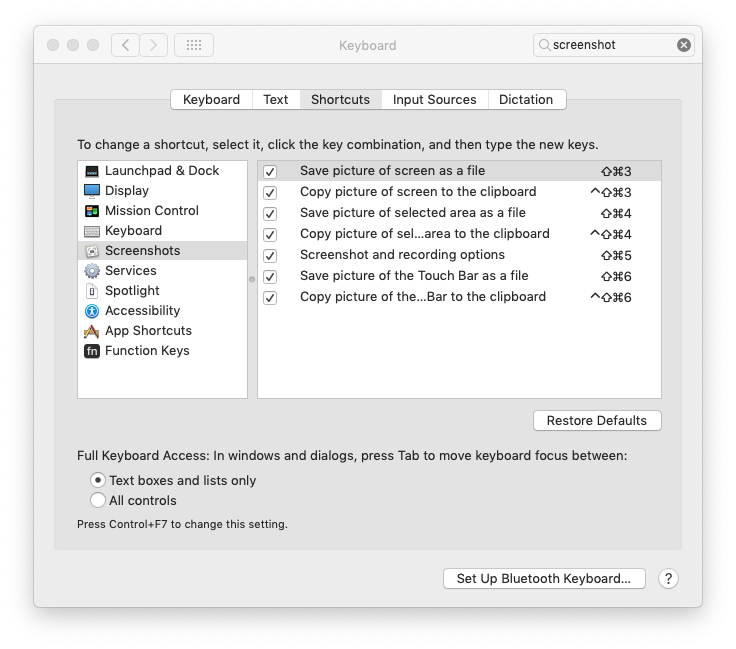 Keyboard
screenshot
Keyboard Text Shortcuts Input Sources Dictation
To change a shortcut, select it, click the key combination, and then type the new keys.
Launchpad & Dock
Display
Mission Control
Keyboard
Screenshots
Services
Spotlight
Accessibility
App Shortcuts
fn Function Keys
Save picture of screen as a file ⇧⌘3
Copy picture of screen to the clipboard ^⇧⌘3
Save picture of selected area as a file ⇧⌘4
Copy picture of sel...area to the clipboard ^⇧⌘4
Screenshot and recording options ⇧⌘5
Save picture of the Touch Bar as a file ⇧⌘6
Copy picture of the...Bar to the clipboard ^⇧⌘6
Restore Defaults
Full Keyboard Access: In windows and dialogs, press Tab to move keyboard focus between:
Text boxes and lists only
All controls
Press Control+F7 to change this setting.
Set Up Bluetooth Keyboard... ?